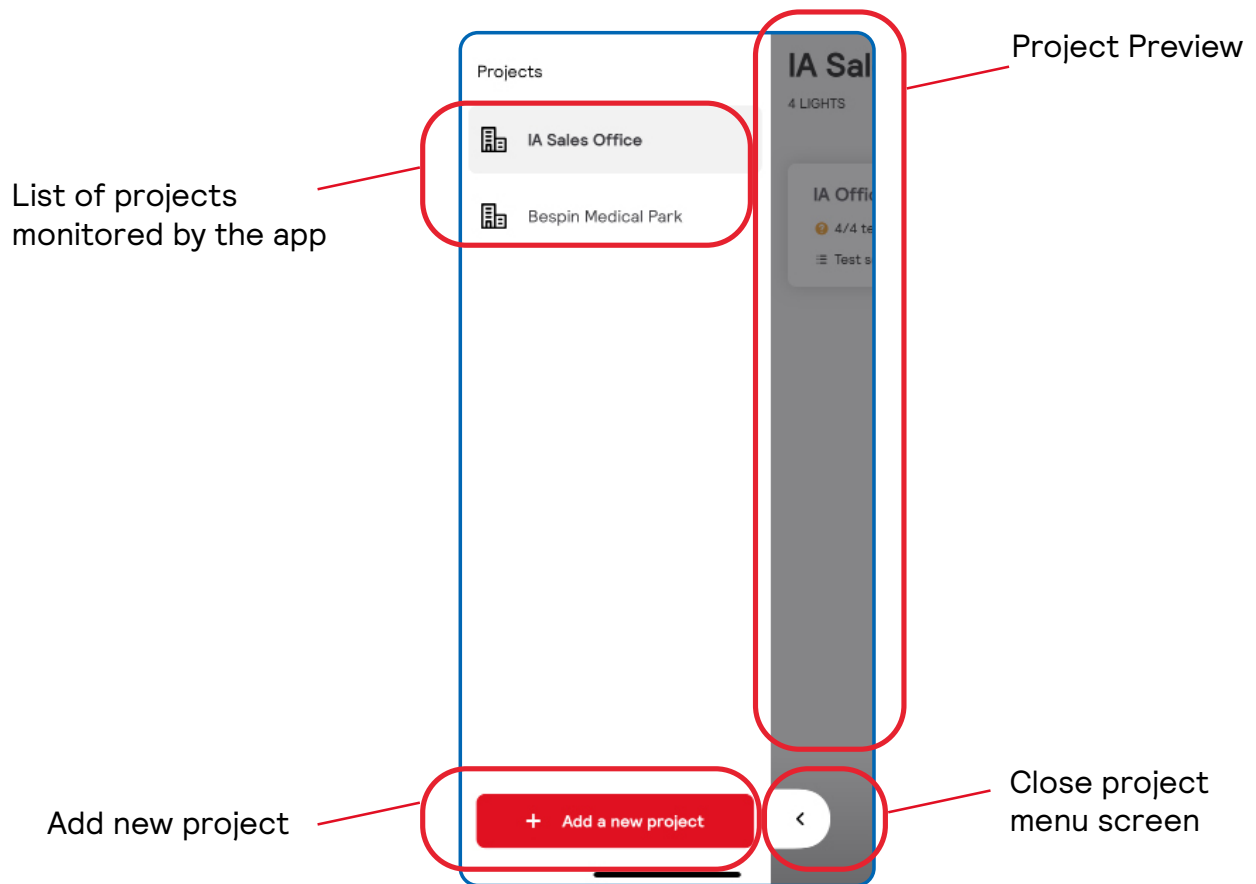 Project Preview
Projects
IA Sal
4 LIGHTS
IA Sales Office
List of projects
monitored by the app
Bespin Medical Park
IA Offi
4/4 te
Test s
Add new project
+ Add a new project
<
Close project
menu screen